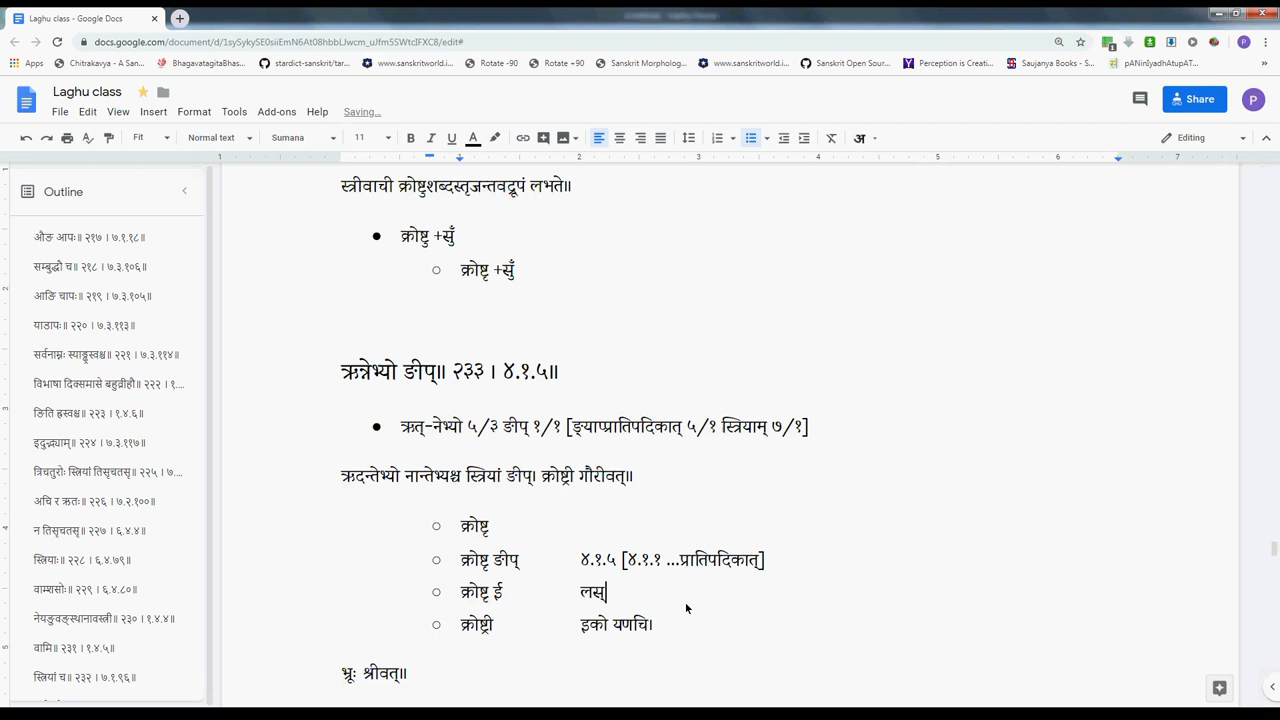 Laghu class - Google Docs
docs.google.com/document/d/1sySykySE0siiEmN6At08hbbLJwcm_uJfm5SWtcIFXC8/edit#
Apps Chitrakavya - A San... BhagavatagitaBhas... stardict-sanskrit/tar... www.sanskritworld.i... Rotate -90 Rotate +90 Sanskrit Morpholog... www.sanskritworld.i... Sanskrit Open Sour... Perception is Creati... Saujanya Books - S... pANinIyadhAtupAT...
Laghu class
File Edit View Insert Format Tools Add-ons Help Saving...
Share
P
Fit Normal text Sumana 11 Editing
1 2 3 4 5 6 7
Outline
औङ आपः॥ २१७ । ७.१.१८॥
सम्बुद्धौ च॥ २१८ । ७.३.१०६॥
आङि चापः॥ २१९ । ७.३.१०५॥
याडापः॥ २२० । ७.३.११३॥
सर्वनाम्नः स्याड्ढ्रस्वश्च॥ २२१ । ७.३.११४॥
विभाषा दिक्समासे बहुव्रीहौ॥ २२२ । १....
ङिति ह्रस्वश्च॥ २२३ । १.४.६॥
इदुद्भ्याम्॥ २२४ । ७.३.११७॥
त्रिचतुरोः स्त्रियां तिसृचतसृ॥ २२५ । ७....
अचि र ऋतः॥ २२६ । ७.२.१००॥
न तिसृचतसृ॥ २२७ । ६.४.४॥
स्त्रियाः॥ २२८ । ६.४.७९॥
वाम्शसोः॥ २२९ । ६.४.८०॥
नेयङुवङ्स्थानावस्त्री॥ २३० । १.४.४॥
वामि॥ २३१ । १.४.५॥
स्त्रियां च॥ २३२ । ७.१.९६॥
स्त्रीवाची क्रोष्टुशब्दस्तृजन्तवद्रूपं लभते॥
क्रोष्टु +सुँ
क्रोष्टृ +सुँ
ऋन्नेभ्यो ङीप्॥ २३३ । ४.१.५॥
ऋत्-नेभ्यो ५/३ ङीप् १/१ [ङ्याप्प्रातिपदिकात् ५/१ स्त्रियाम् ७/१]
ऋदन्तेभ्यो नान्तेभ्यश्च स्त्रियां ङीप्। क्रोष्ट्री गौरीवत्॥
क्रोष्टृ
क्रोष्टृ ङीप् ४.१.५ [४.१.१ ...प्रातिपदिकात्]
क्रोष्टृ ई लस्
क्रोष्ट्री इको यणचि।
भ्रूः श्रीवत्॥